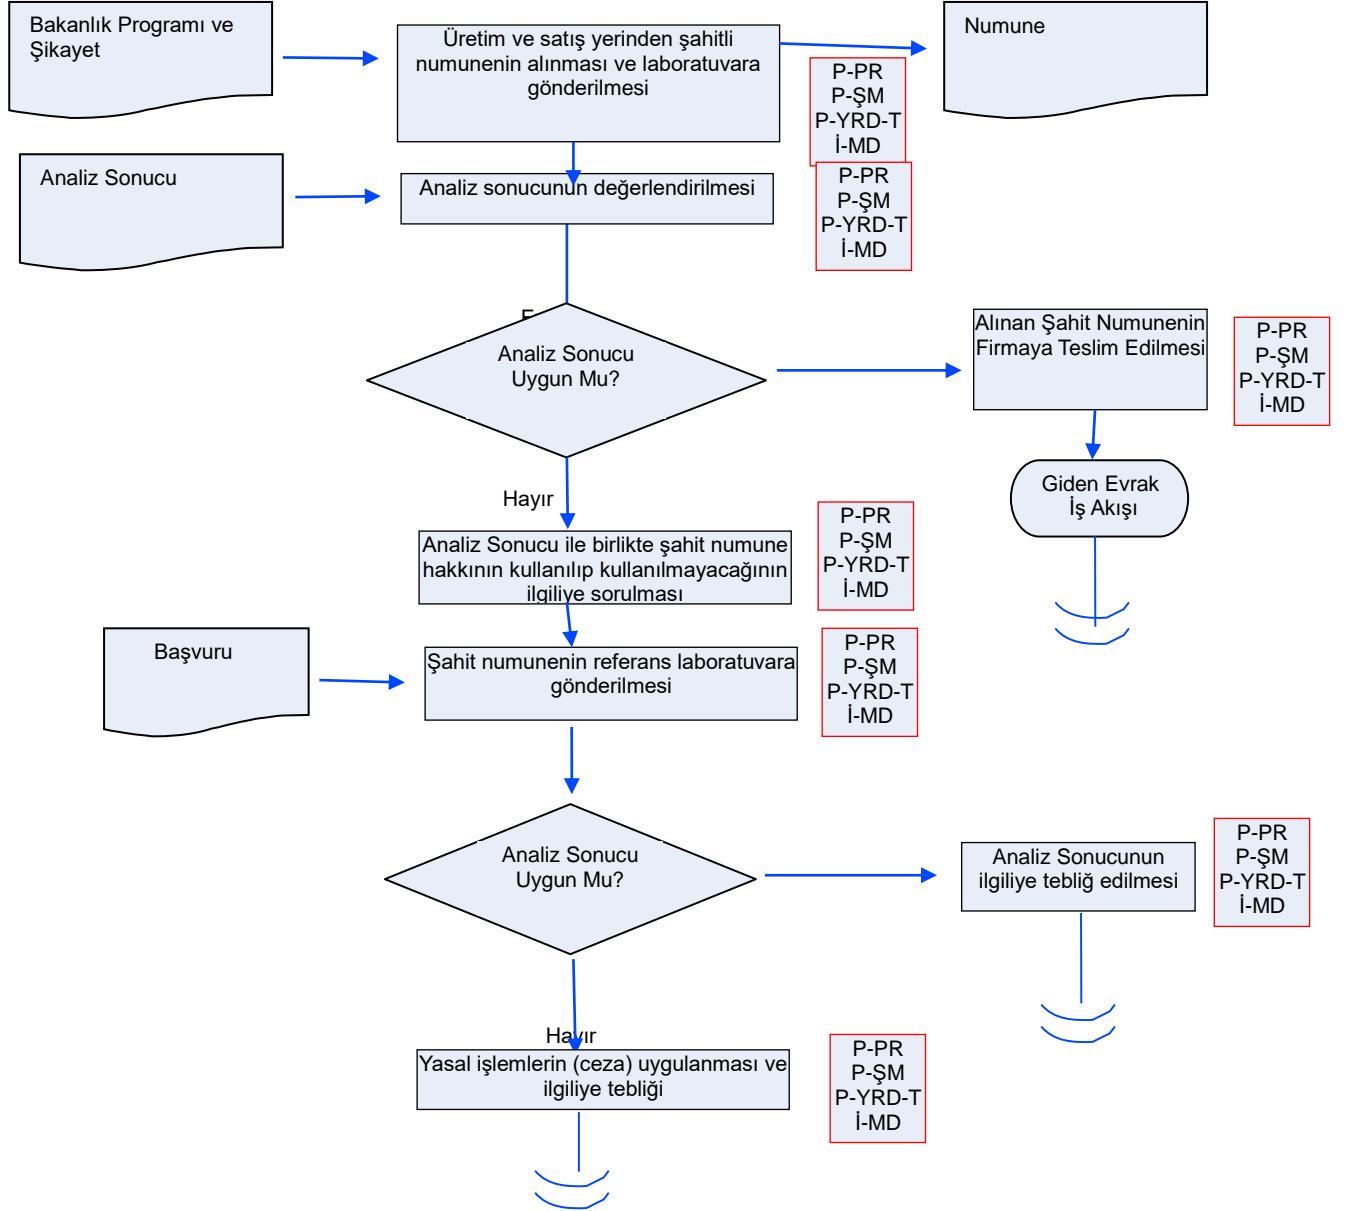 Bakanlık Programı ve
Şikayet
Üretim ve satış yerinden şahitli
numunenin alınması ve laboratuvara
gönderilmesi
Numune
P-PR
P-ŞM
P-YRD-T
İ-MD
Analiz Sonucu
Analiz sonucunun değerlendirilmesi
P-PR
P-ŞM
P-YRD-T
İ-MD
Analiz Sonucu
Uygun Mu?
Alınan Şahit Numunenin
Firmaya Teslim Edilmesi
P-PR
P-ŞM
P-YRD-T
İ-MD
Giden Evrak
İş Akışı
Hayır
Analiz Sonucu ile birlikte şahit numune
hakkının kullanılıp kullanılmayacağının
ilgiliye sorulması
P-PR
P-ŞM
P-YRD-T
İ-MD
Başvuru
Şahit numunenin referans laboratuvara
gönderilmesi
P-PR
P-ŞM
P-YRD-T
İ-MD
Analiz Sonucu
Uygun Mu?
Analiz Sonucunun
ilgiliye tebliğ edilmesi
P-PR
P-ŞM
P-YRD-T
İ-MD
Hayır
Yasal işlemlerin (ceza) uygulanması ve
ilgiliye tebliği
P-PR
P-ŞM
P-YRD-T
İ-MD